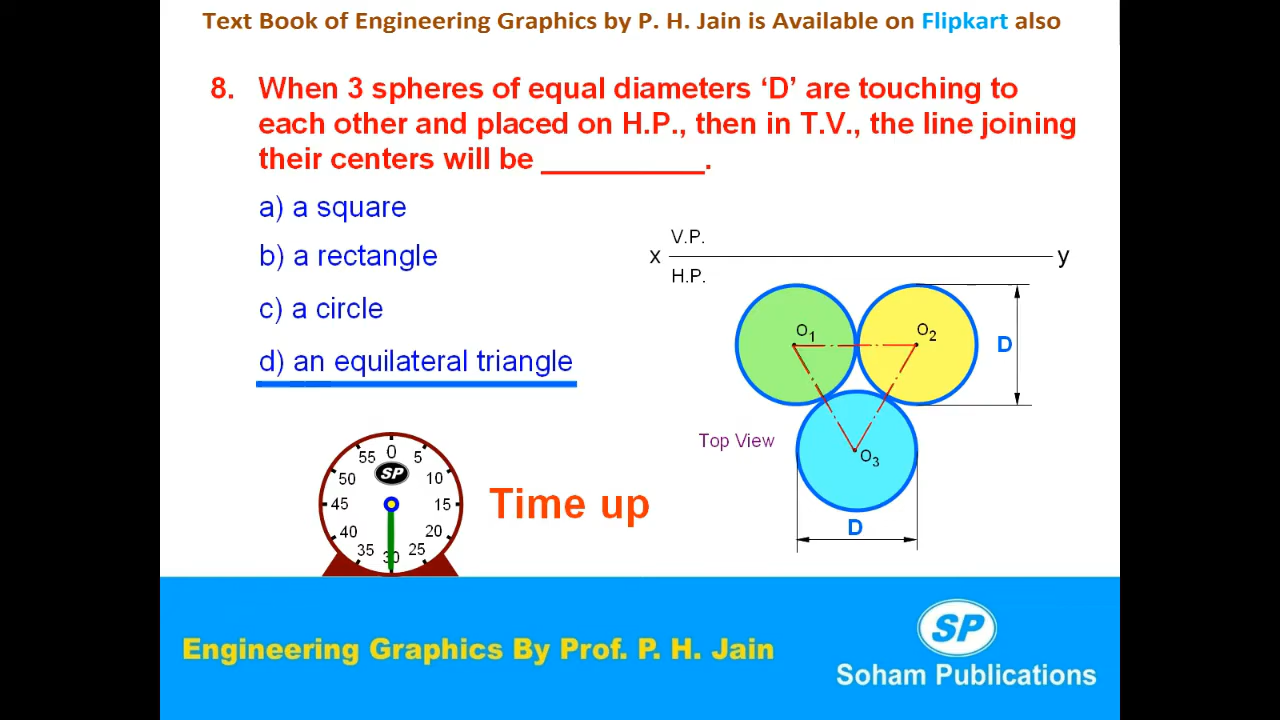 Text Book of Engineering Graphics by P. H. Jain is Available on Flipkart also
8. When 3 spheres of equal diameters ‘D’ are touching to
each other and placed on H.P., then in T.V., the line joining
their centers will be __________.
a) a square
b) a rectangle
c) a circle
d) an equilateral triangle
V.P.
x y
H.P.
O1 O2
D
Top View
O3
D
0
55 5
SP
50 10
45 15
40 20
35 25
30
Time up
Engineering Graphics By Prof. P. H. Jain
SP
Soham Publications